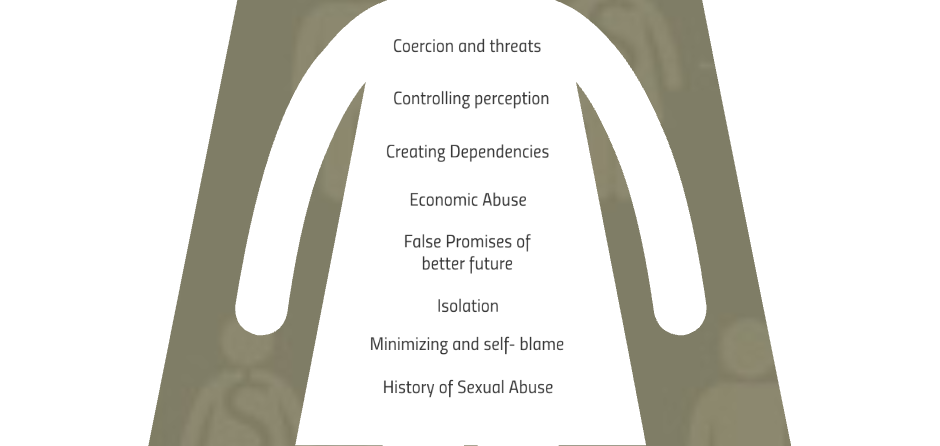 Coercion and threats
Controlling perception
Creating Dependencies
Economic Abuse
False Promises of
better future
Isolation
Minimizing and self- blame
History of Sexual Abuse